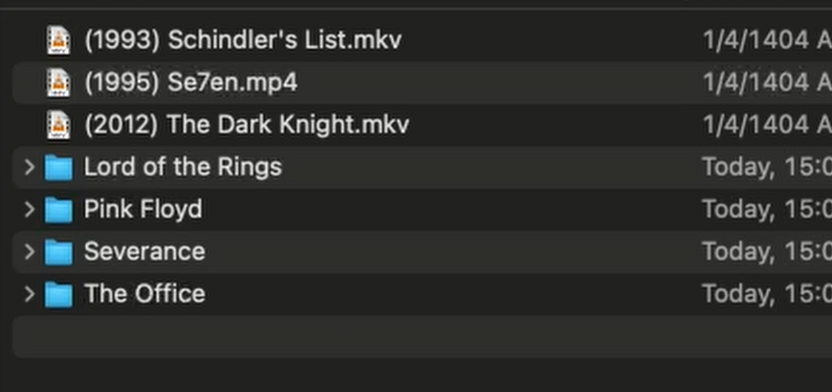 (1993) Schindler's List.mkv 1/4/1404 A
(1995) Se7en.mp4 1/4/1404 A
(2012) The Dark Knight.mkv 1/4/1404 A
Lord of the Rings Today, 15:0
Pink Floyd Today, 15:0
Severance Today, 15:0
The Office Today, 15:0